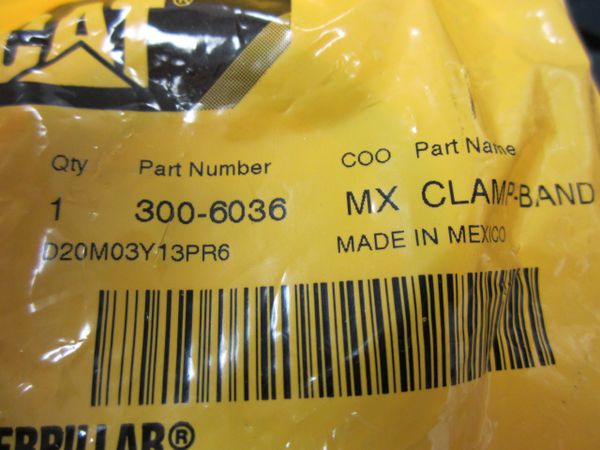 CAT
Qty Part Number COO Part Name
1 300-6036 MX CLAMP-BAND
D20M03Y13PR6 MADE IN MEXICO
ERPILLAR®